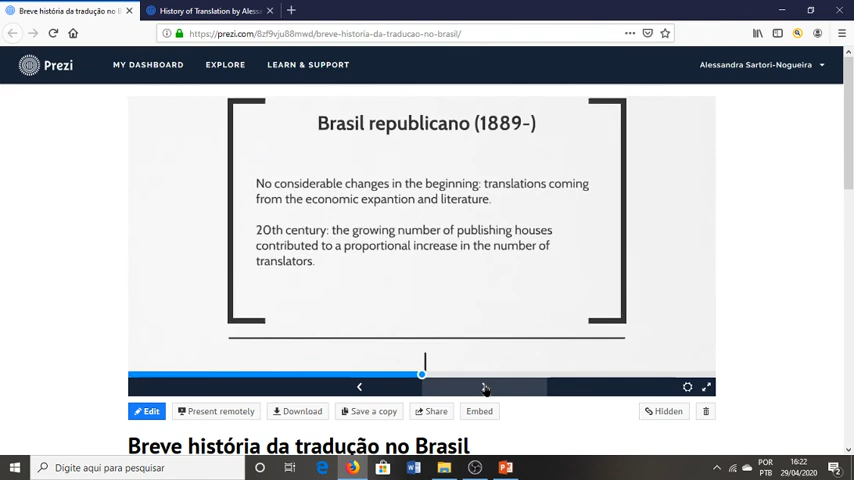 Breve história da tradução no B
History of Translation by Aless
https://prezi.com/8zf9vju88mwd/breve-historia-da-traducao-no-brasil/
Prezi
MY DASHBOARD
EXPLORE
LEARN & SUPPORT
Alessandra Sartori-Nogueira
Brasil republicano (1889-)
No considerable changes in the beginning: translations coming
from the economic expantion and literature.
20th century: the growing number of publishing houses
contributed to a proportional increase in the number of
translators.
Edit
Present remotely
Download
Save a copy
Share
Embed
Hidden
Breve história da tradução no Brasil
Digite aqui para pesquisar
POR
PTB
16:22
29/04/2020
2